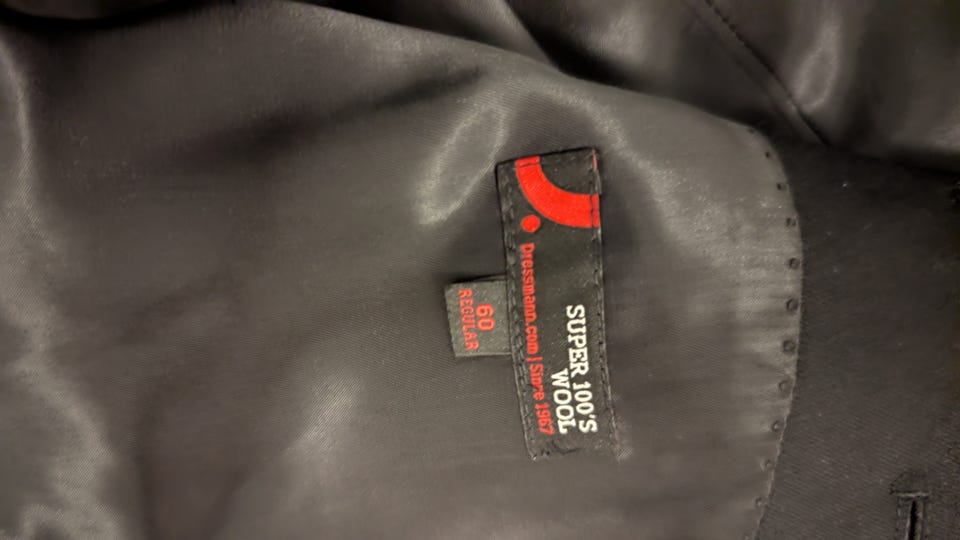 SUPER 100'S
WOOL
Dressmann.com | Since 1967
60
REGULAR